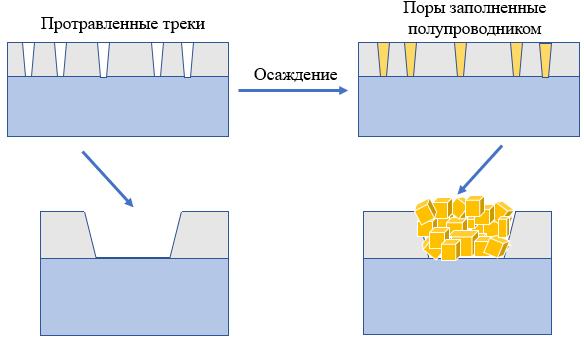 Протравленные треки
Поры заполненные
полупроводником
Осаждение